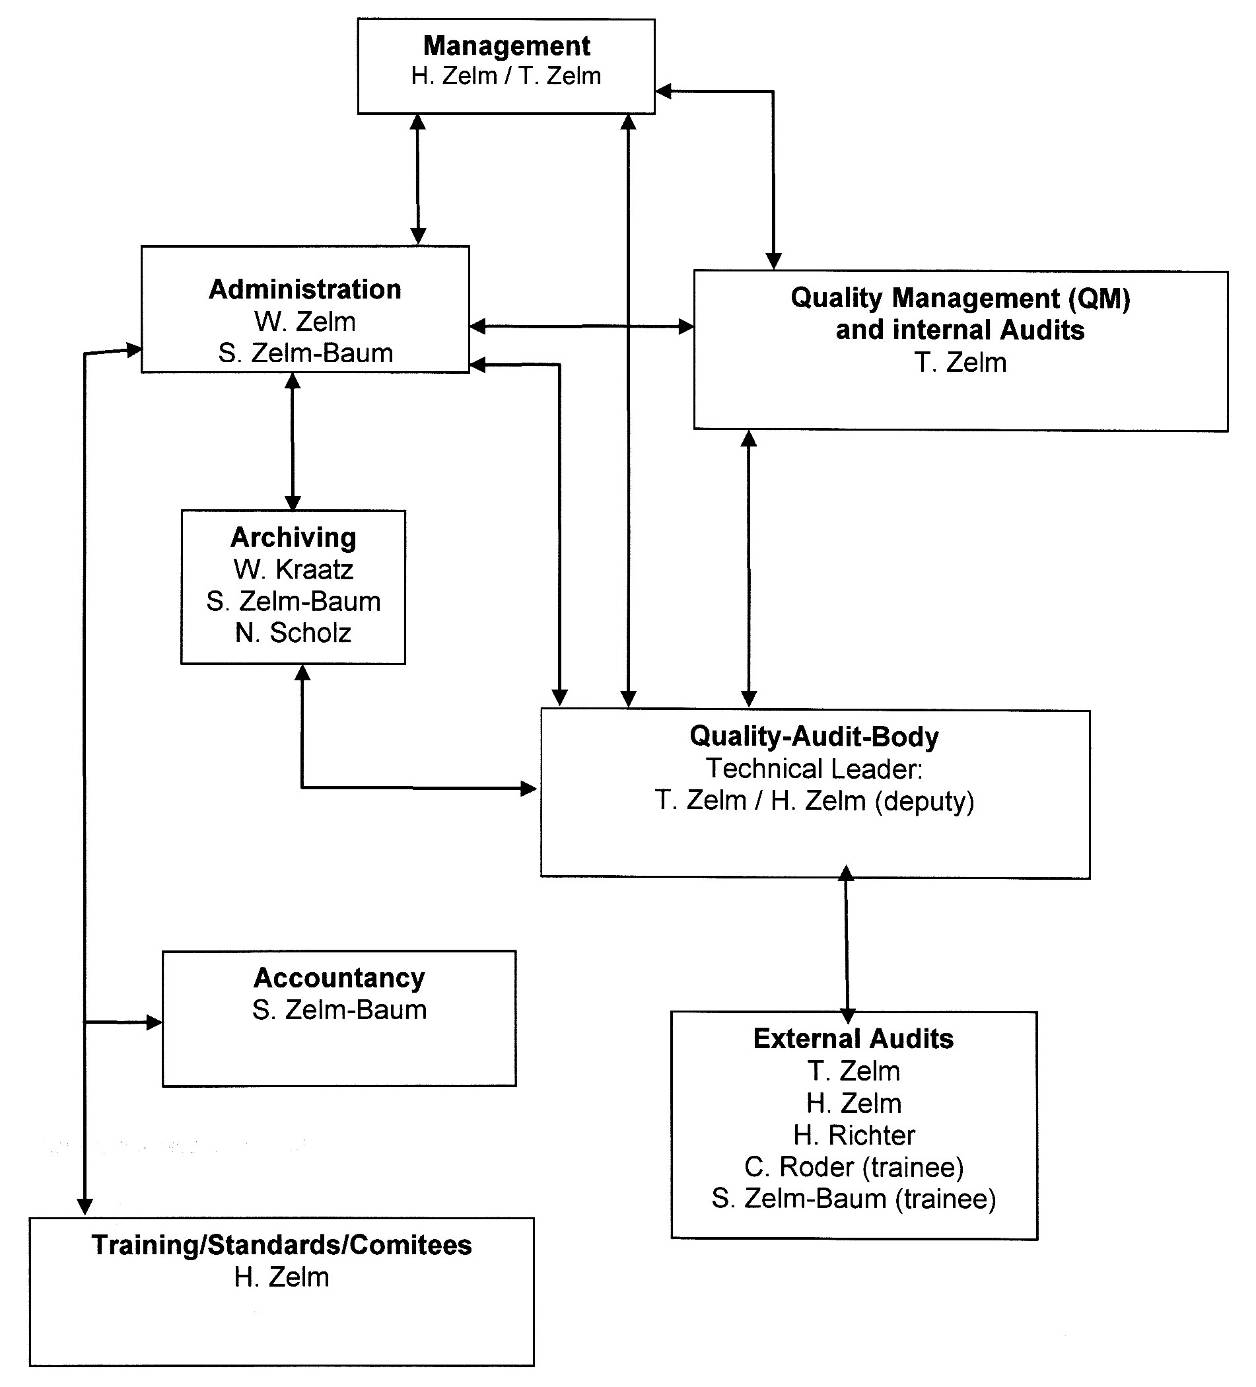 Management
H. Zelm / T. Zelm
Administration
W. Zelm
S. Zelm-Baum
Quality Management (QM)
and internal Audits
T. Zelm
Archiving
W. Kraatz
S. Zelm-Baum
N. Scholz
Quality-Audit-Body
Technical Leader:
T. Zelm / H. Zelm (deputy)
Accountancy
S. Zelm-Baum
External Audits
T. Zelm
H. Zelm
H. Richter
C. Roder (trainee)
S. Zelm-Baum (trainee)
Training/Standards/Comitees
H. Zelm